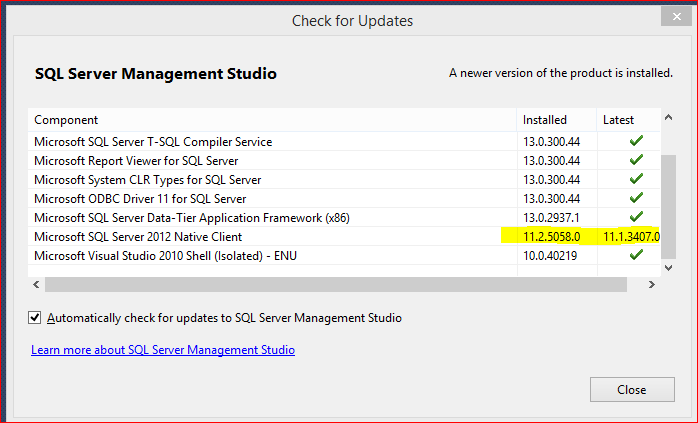 Check for Updates
SQL Server Management Studio A newer version of the product is installed.
Component Installed Latest
Microsoft SQL Server T-SQL Compiler Service 13.0.300.44
Microsoft Report Viewer for SQL Server 13.0.300.44
Microsoft System CLR Types for SQL Server 13.0.300.44
Microsoft ODBC Driver 11 for SQL Server 13.0.300.44
Microsoft SQL Server Data-Tier Application Framework (x86) 13.0.2937.1
Microsoft SQL Server 2012 Native Client 11.2.5058.0 11.1.3407.0
Microsoft Visual Studio 2010 Shell (Isolated) - ENU 10.0.40219
Automatically check for updates to SQL Server Management Studio
Learn more about SQL Server Management Studio
Close